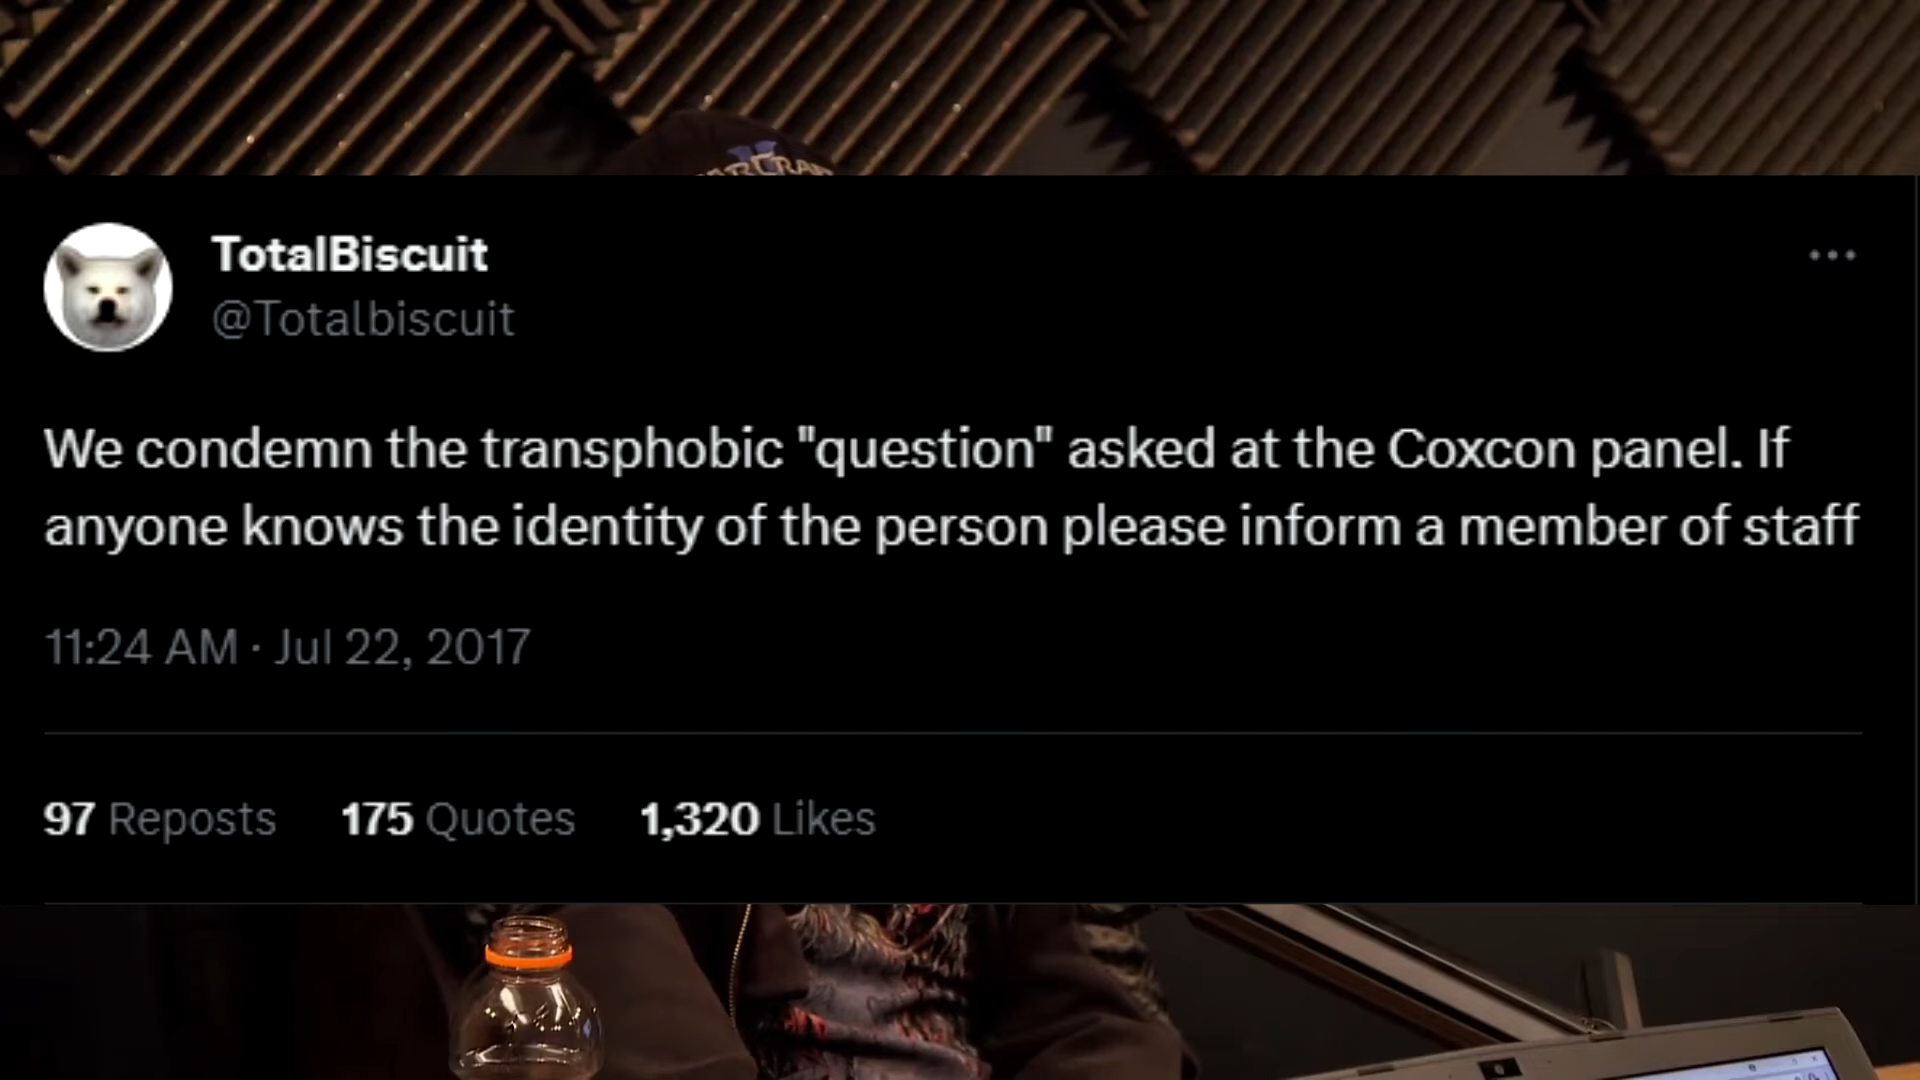 TotalBiscuit
@Totalbiscuit
We condemn the transphobic "question" asked at the Coxcon panel. If
anyone knows the identity of the person please inform a member of staff
11:24 AM · Jul 22, 2017
97 Reposts 175 Quotes 1,320 Likes